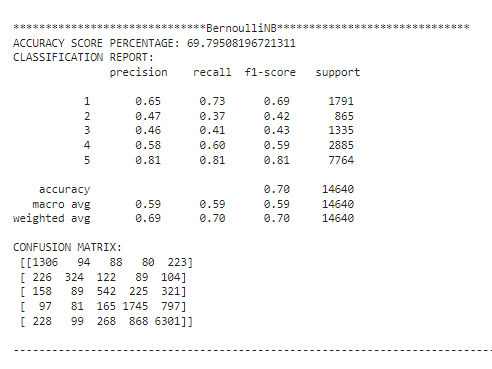 ******************************BernoulliNB******************************
ACCURACY SCORE PERCENTAGE: 69.79508196721311
CLASSIFICATION REPORT:
precision recall f1-score support
1 0.65 0.73 0.69 1791
2 0.47 0.37 0.42 865
3 0.46 0.41 0.43 1335
4 0.58 0.60 0.59 2885
5 0.81 0.81 0.81 7764
accuracy 0.70 14640
macro avg 0.59 0.59 0.59 14640
weighted avg 0.69 0.70 0.70 14640
CONFUSION MATRIX:
[[1306 94 88 80 223]
[ 226 324 122 89 104]
[ 158 89 542 225 321]
[ 97 81 165 1745 797]
[ 228 99 268 868 6301]]
--------------------------------------------------------------------------